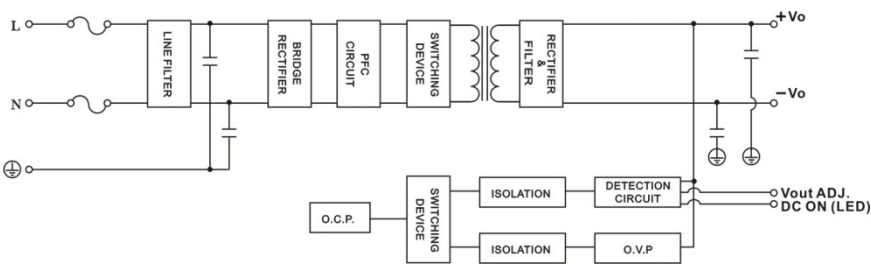 L
N
LINE FILTER
BRIDGE
RECTIFIER
PFC
CIRCUIT
SWITCHING
DEVICE
RECTIFIER
&
FILTER
+Vo
−Vo
O.C.P.
SWITCHING
DEVICE
ISOLATION
DETECTION
CIRCUIT
Vout ADJ.
DC ON (LED)
ISOLATION
O.V.P